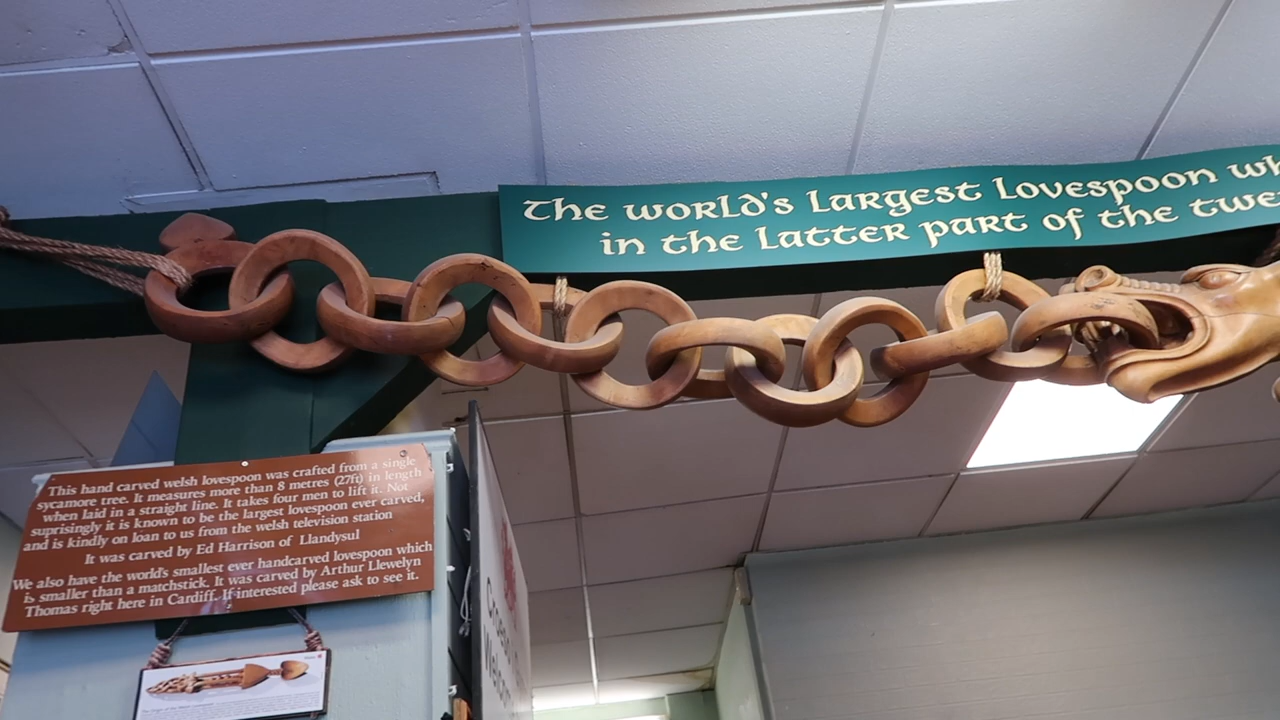 The world's largest lovespoon wh
in the latter part of the twe
This hand carved welsh lovespoon was crafted from a single
sycamore tree. It measures more than 8 metres (27ft) in length
when laid in a straight line. It takes four men to lift it. Not
suprisingly it is known to be the largest lovespoon ever carved,
and is kindly on loan to us from the welsh television station
It was carved by Ed Harrison of Llandysul
We also have the world's smallest ever handcarved lovespoon which
is smaller than a matchstick. It was carved by Arthur Llewelyn
Thomas right here in Cardiff. If interested please ask to see it.